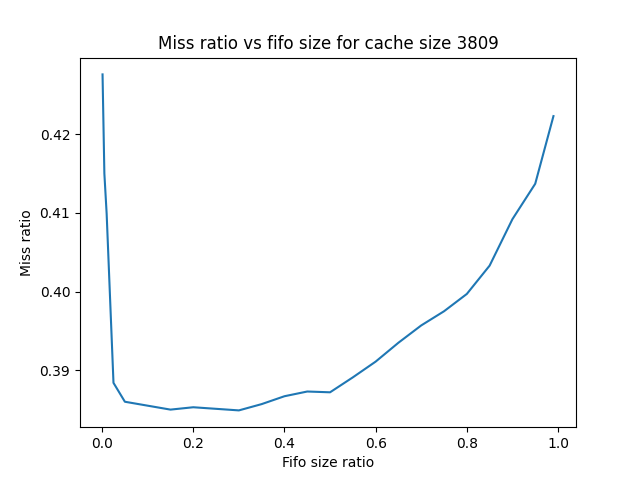 Miss ratio vs fifo size for cache size 3809
0.42
0.41
0.40
0.39
Miss ratio
0.0 0.2 0.4 0.6 0.8 1.0
Fifo size ratio